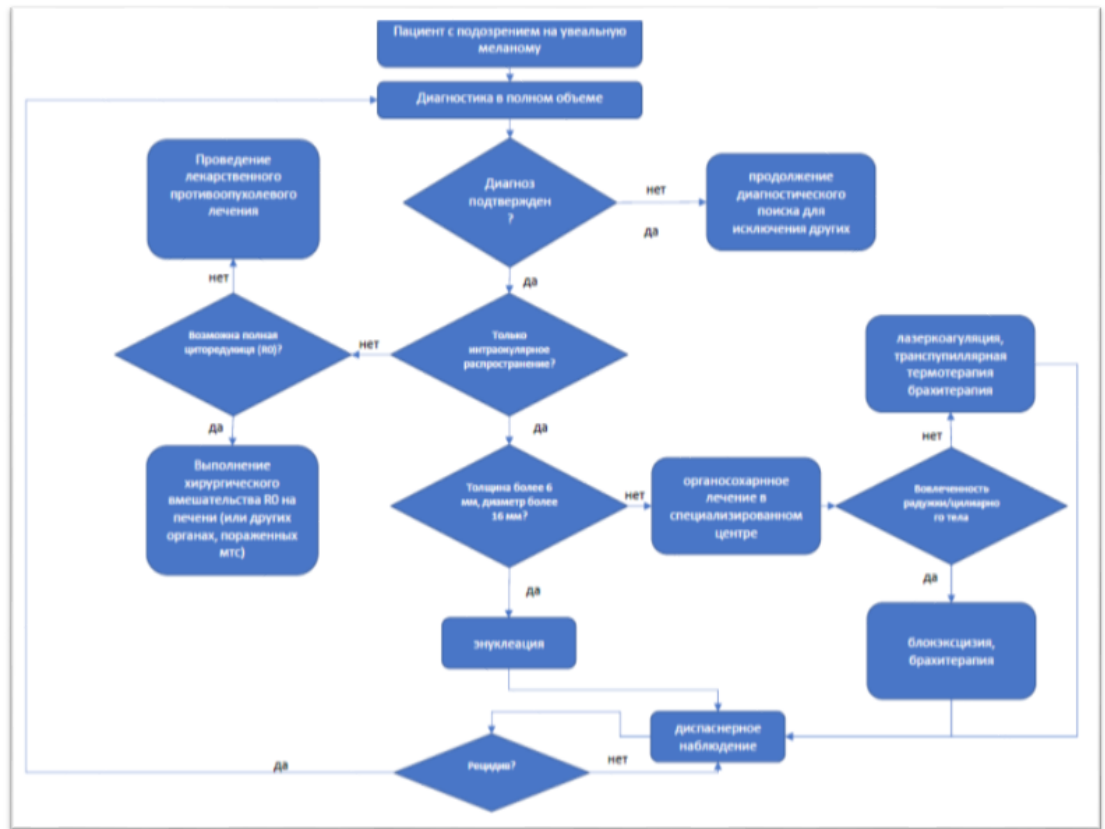 Пациент с подозрением на увеальную
меланому
Диагностика в полном объеме
Проведение
лекарственного
противоопухолевого
лечения
Диагноз
подтвержден
?
нет
да
продолжение
диагностического
поиска для
исключения других
нет
да
Возможна полная
циторедукция (R0)?
нет
Только
интраокулярное
распространение?
лазеркоагуляция,
транспупиллярная
термотерапия
брахитерапия
да
да
нет
Выполнение
хирургического
вмешательства R0 на
печени (или других
органах, пораженных
мтс)
Толщина более 6
мм, диаметр более
16 мм?
нет
органосохарнное
лечение в
специализированном
центре
Вовлеченность
радужки/цилиарно
го тела
да
да
энуклеация
блокэксцизия,
брахитерапия
диспаснерное
наблюдение
Рецидив?
да
нет